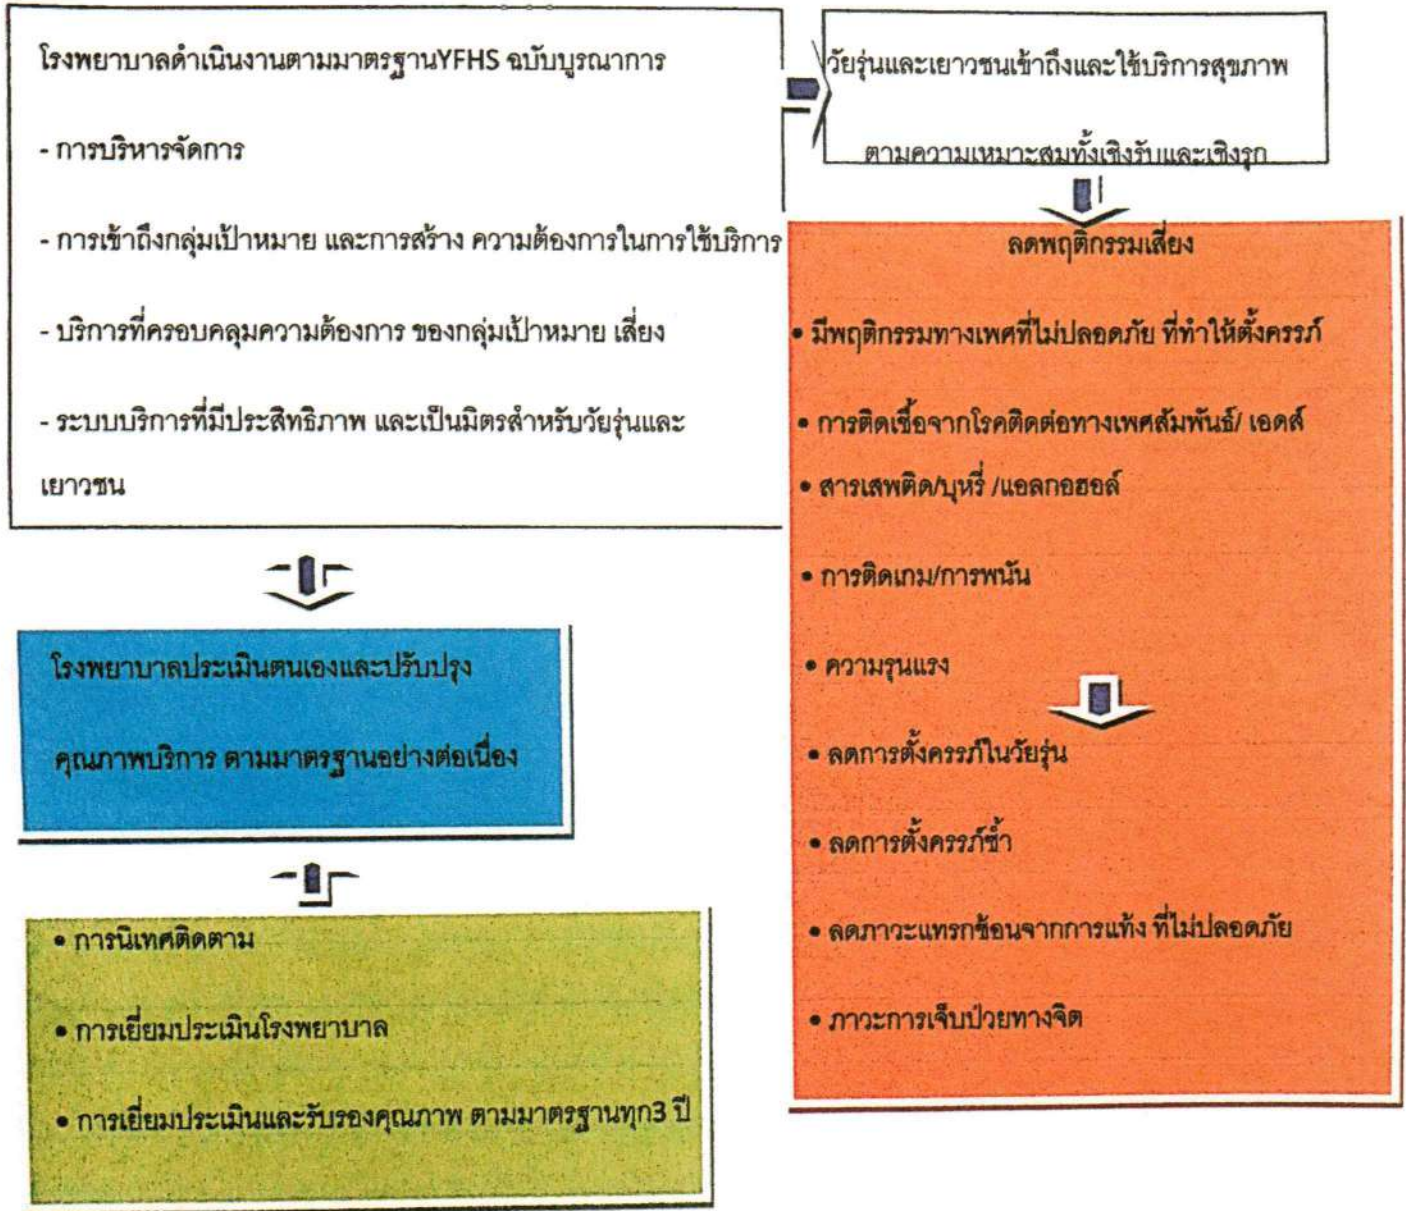 โรงพยาบาลดำเนินงานตามมาตรฐานYFHS ฉบับบูรณาการ
- การบริหารจัดการ
- การเข้าถึงกลุ่มเป้าหมาย และการสร้าง ความต้องการในการใช้บริการ
- บริการที่ครอบคลุมความต้องการ ของกลุ่มเป้าหมาย เสี่ยง
- ระบบบริการที่มีประสิทธิภาพ และเป็นมิตรสำหรับวัยรุ่นและ
เยาวชน
วัยรุ่นและเยาวชนเข้าถึงและใช้บริการสุขภาพ
ตามความเหมาะสมทั้งเชิงรับและเชิงรุก
ลดพฤติกรรมเสี่ยง
• มีพฤติกรรมทางเพศที่ไม่ปลอดภัย ที่ทำให้ตั้งครรภ์
• การติดเชื้อจากโรคติดต่อทางเพศสัมพันธ์/ เอดส์
• สารเสพติด/บุหรี่ /แอลกอฮอล์
• การติดเกม/การพนัน
• ความรุนแรง
• ลดการตั้งครรภ์ในวัยรุ่น
• ลดการตั้งครรภ์ซ้ำ
• ลดภาวะแทรกซ้อนจากการแท้ง ที่ไม่ปลอดภัย
• ภาวะการเจ็บป่วยทางจิต
โรงพยาบาลประเมินตนเองและปรับปรุง
คุณภาพบริการ ตามมาตรฐานอย่างต่อเนื่อง
• การนิเทศติดตาม
• การเยี่ยมประเมินโรงพยาบาล
• การเยี่ยมประเมินและรับรองคุณภาพ ตามมาตรฐานทุก3 ปี